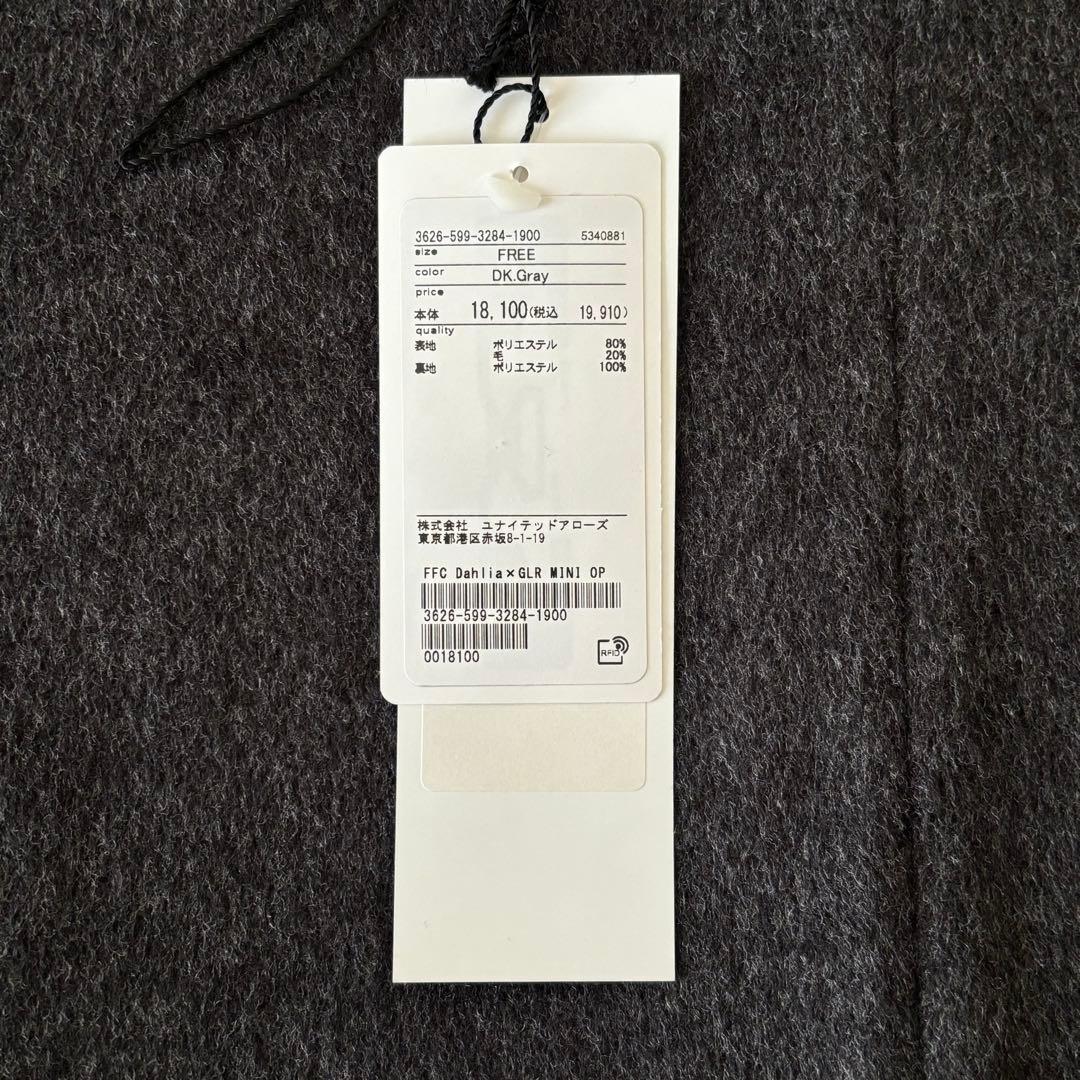 3626-599-3284-1900 5340881
size FREE
color DK.Gray
price
本体 18,100(税込 19,910)
quality
表地 ポリエステル 80%
毛 20%
裏地 ポリエステル 100%
株式会社 ユナイテッドアローズ
東京都港区赤坂8-1-19
FFC Dahlia×GLR MINI OP
3626-599-3284-1900
0018100
RFID